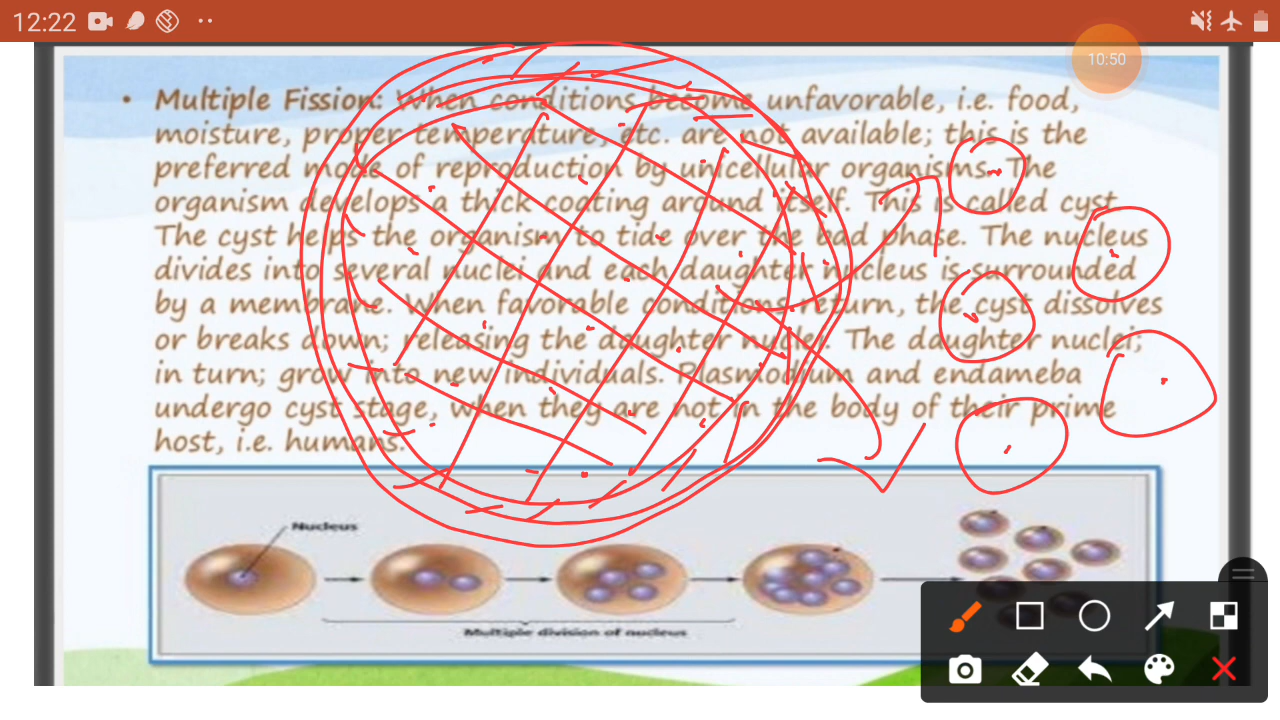 12:22
10:50
• Multiple Fission: When conditions become unfavorable, i.e. food,
moisture, proper temperature, etc. are not available; this is the
preferred mode of reproduction by unicellular organisms. The
organism develops a thick coating around itself. This is called cyst.
The cyst helps the organism to tide over the bad phase. The nucleus
divides into several nuclei and each daughter nucleus is surrounded
by a membrane. When favorable conditions return, the cyst dissolves
or breaks down; releasing the daughter nuclei. The daughter nuclei;
in turn; grow into new individuals. Plasmodium and endameba
undergo cyst stage, when they are not in the body of their prime
host, i.e. humans.
Nucleus
Multiple division of nucleus